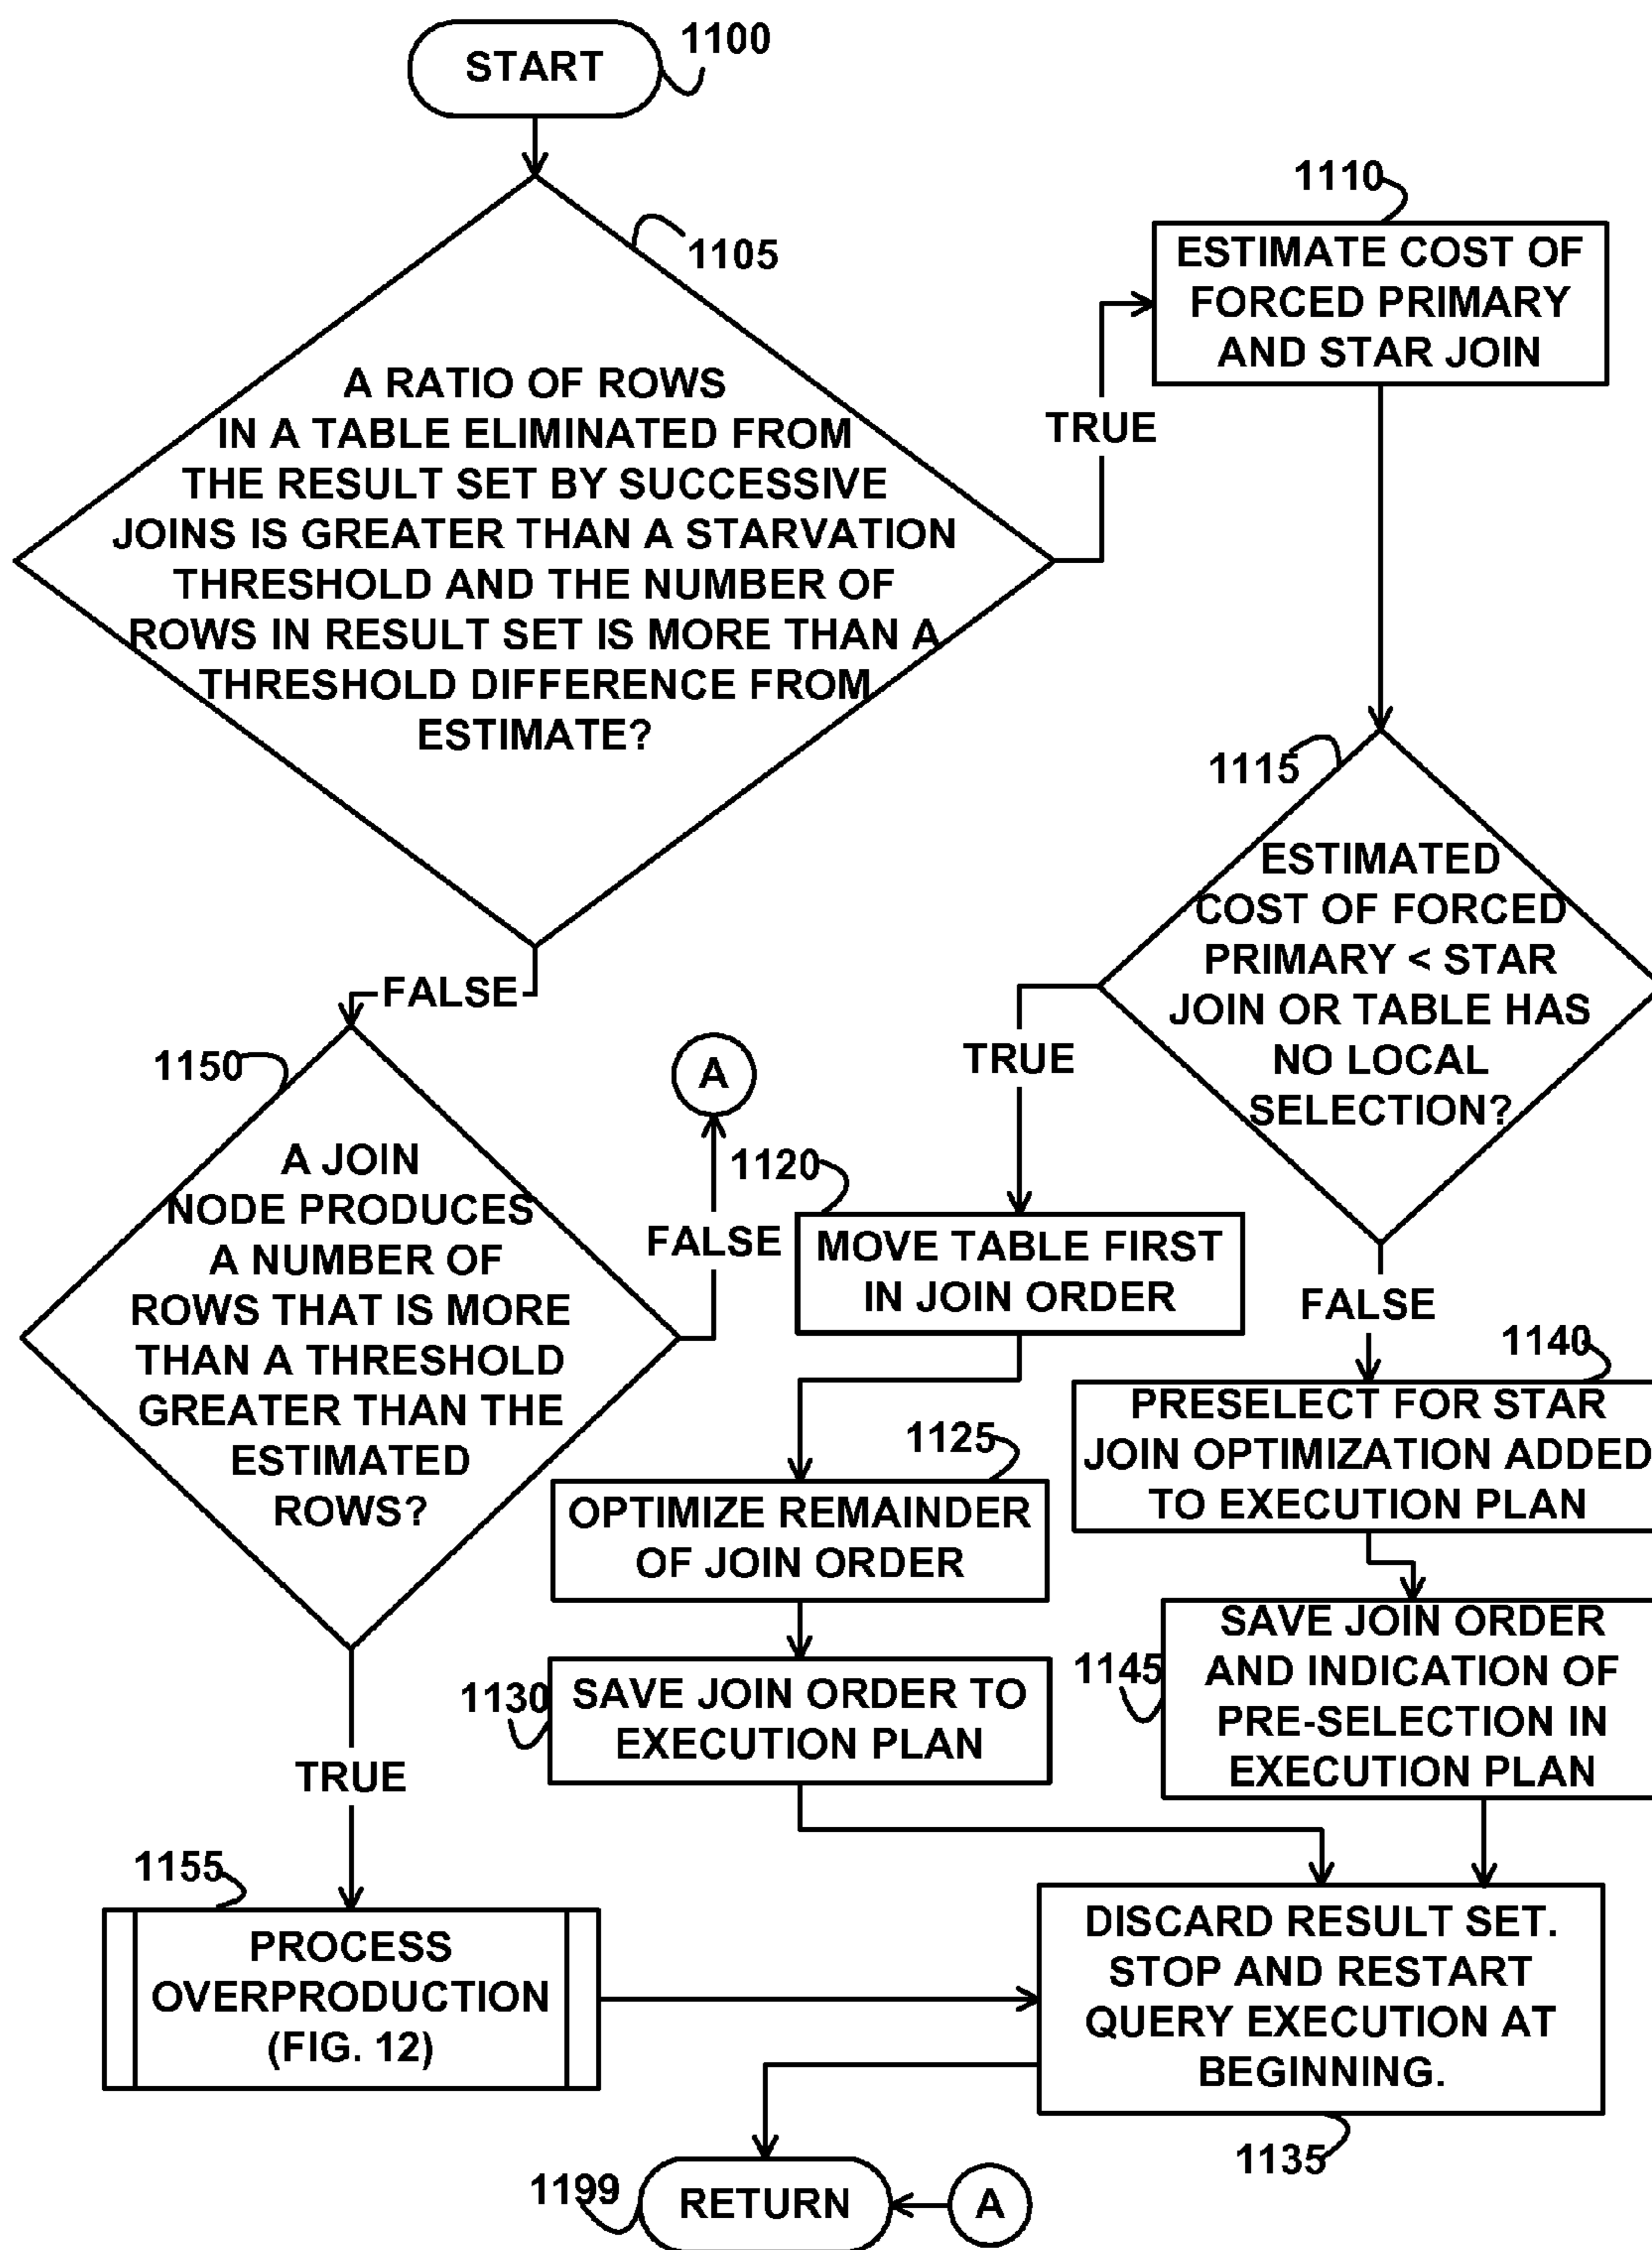 START
1100
1105
A RATIO OF ROWS
IN A TABLE ELIMINATED FROM
THE RESULT SET BY SUCCESSIVE
JOINS IS GREATER THAN A STARVATION
THRESHOLD AND THE NUMBER OF
ROWS IN RESULT SET IS MORE THAN A
THRESHOLD DIFFERENCE FROM
ESTIMATE?
TRUE
1110
ESTIMATE COST OF
FORCED PRIMARY
AND STAR JOIN
1115
ESTIMATED
COST OF FORCED
PRIMARY < STAR
JOIN OR TABLE HAS
NO LOCAL
SELECTION?
FALSE
1150
A JOIN
NODE PRODUCES
A NUMBER OF
ROWS THAT IS MORE
THAN A THRESHOLD
GREATER THAN THE
ESTIMATED
ROWS?
A
FALSE
TRUE
1120
MOVE TABLE FIRST
IN JOIN ORDER
FALSE
1140
PRESELECT FOR STAR
JOIN OPTIMIZATION ADDED
TO EXECUTION PLAN
1125
OPTIMIZE REMAINDER
OF JOIN ORDER
1130
SAVE JOIN ORDER TO
EXECUTION PLAN
1145
SAVE JOIN ORDER
AND INDICATION OF
PRE-SELECTION IN
EXECUTION PLAN
TRUE
1155
PROCESS
OVERPRODUCTION
(FIG. 12)
DISCARD RESULT SET.
STOP AND RESTART
QUERY EXECUTION AT
BEGINNING.
1135
1199
RETURN
A